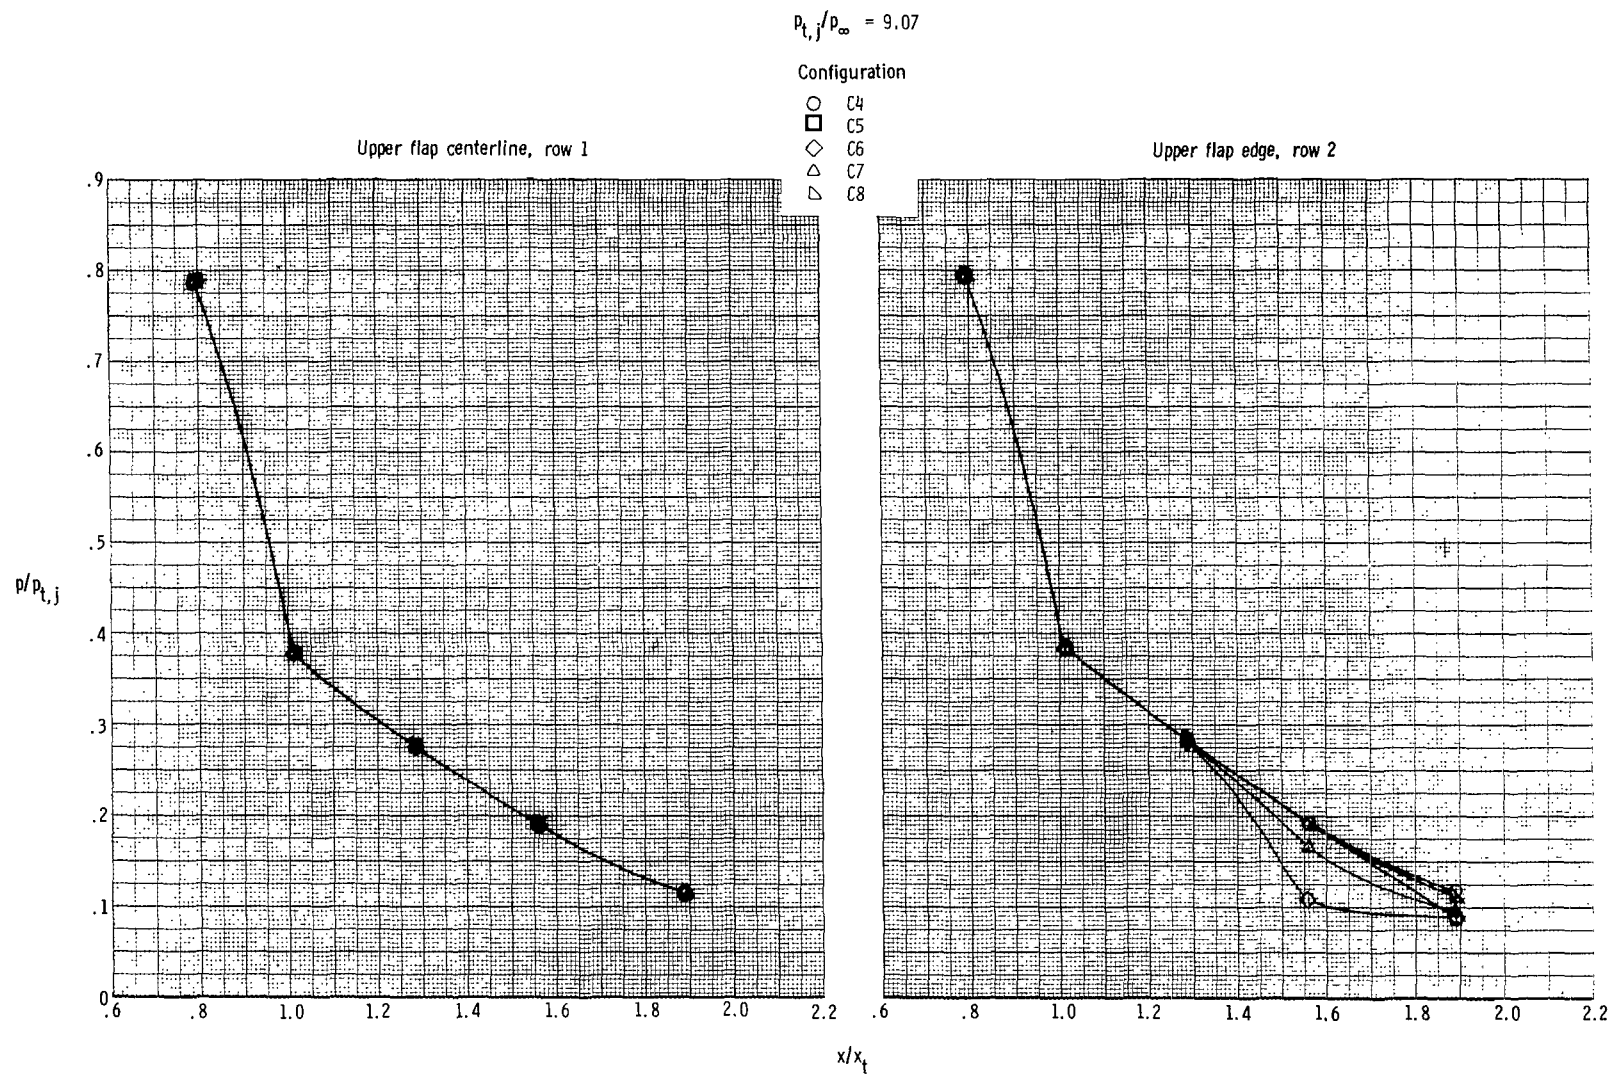 p_t,j/p_∞ = 9.07
Configuration
C4
C5
C6
C7
C8
Upper flap centerline, row 1
Upper flap edge, row 2
.9
.8
.7
.6
.5
.4
.3
.2
.1
0
p/p_t,j
.6 .8 1.0 1.2 1.4 1.6 1.8 2.0 2.2
.6 .8 1.0 1.2 1.4 1.6 1.8 2.0 2.2
x/x_t